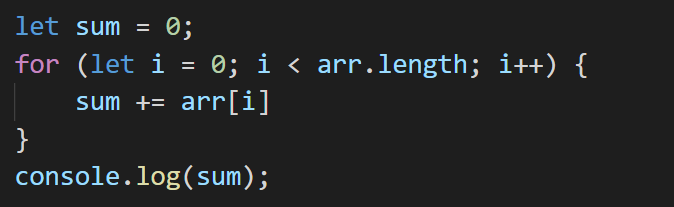 let sum = 0;
for (let i = 0; i < arr.length; i++) {
    sum += arr[i]
}
console.log(sum);